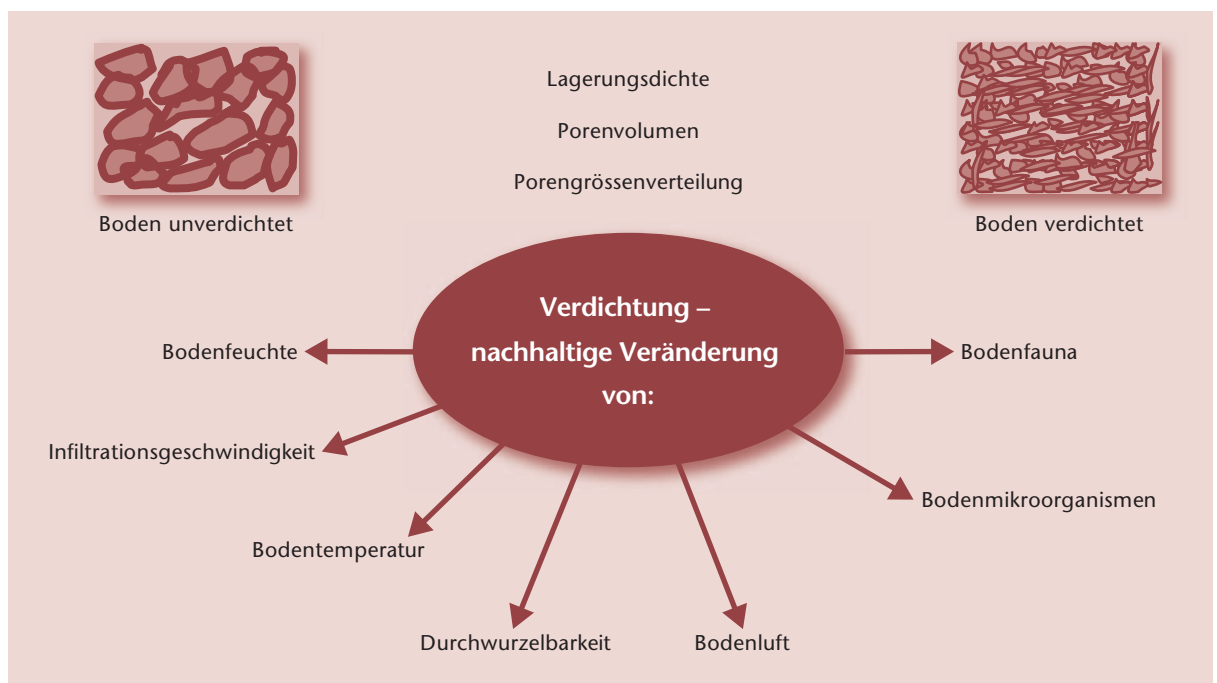 Lagerungsdichte
Porenvolumen
Porengrössenverteilung
Boden unverdichtet
Boden verdichtet
Verdichtung –
nachhaltige Veränderung
von:
Bodenfeuchte
Bodenfauna
Infiltrationsgeschwindigkeit
Bodenmikroorganismen
Bodentemperatur
Durchwurzelbarkeit
Bodenluft